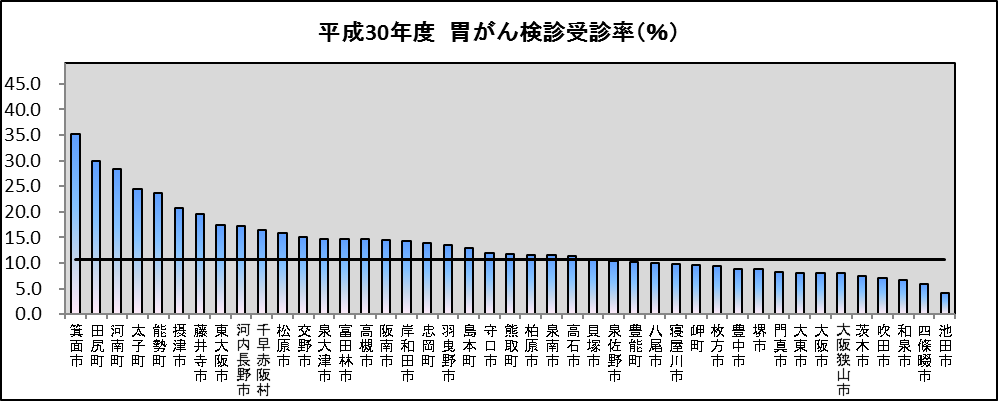 平成30年度 胃がん検診受診率(%)
45.0
40.0
35.0
30.0
25.0
20.0
15.0
10.0
5.0
0.0
箕面市
田尻町
河南町
太子町
能勢町
摂津市
藤井寺市
東大阪市
河内長野市
千早赤阪村
松原市
交野市
泉大津市
富田林市
高槻市
阪南市
岸和田市
忠岡町
羽曳野市
島本町
守口市
熊取町
柏原市
泉南市
高石市
貝塚市
泉佐野市
豊能町
八尾市
寝屋川市
岬町
枚方市
豊中市
堺市
門真市
大東市
大阪市
大阪狭山市
茨木市
吹田市
和泉市
四條畷市
池田市